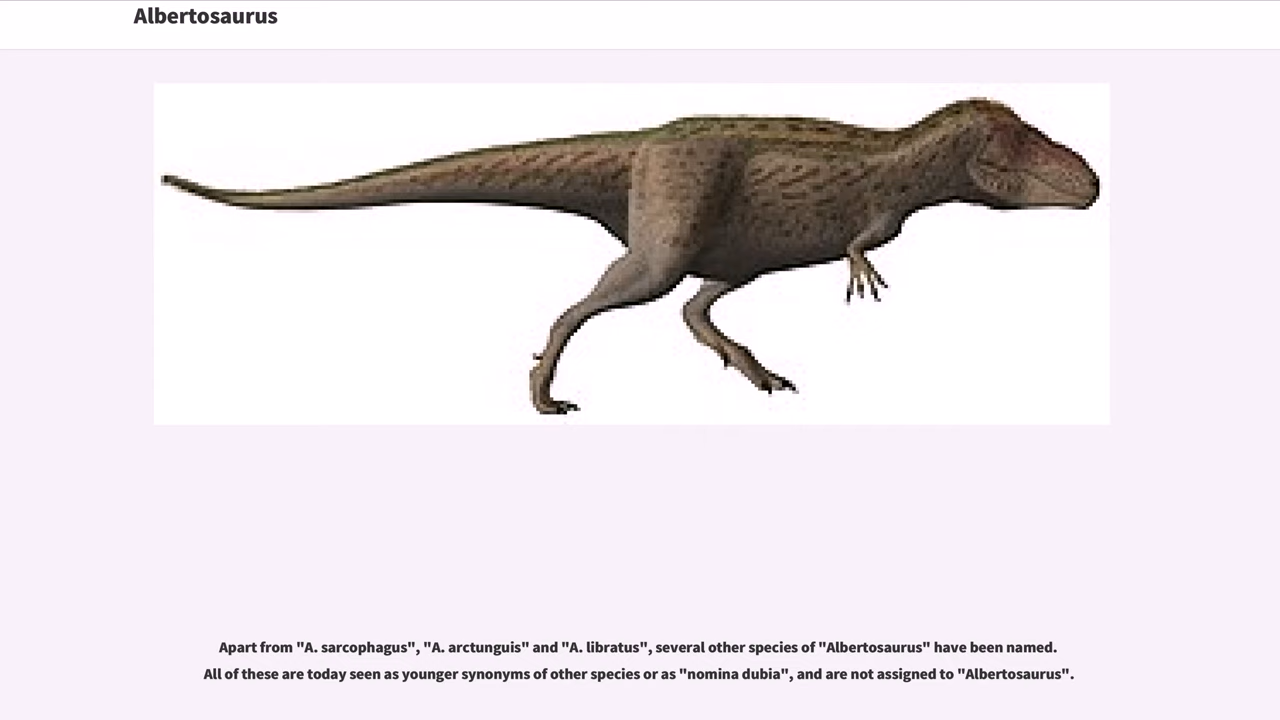 Albertosaurus
Apart from "A. sarcophagus", "A. arctunguis" and "A. libratus", several other species of "Albertosaurus" have been named.
All of these are today seen as younger synonyms of other species or as "nomina dubia", and are not assigned to "Albertosaurus".